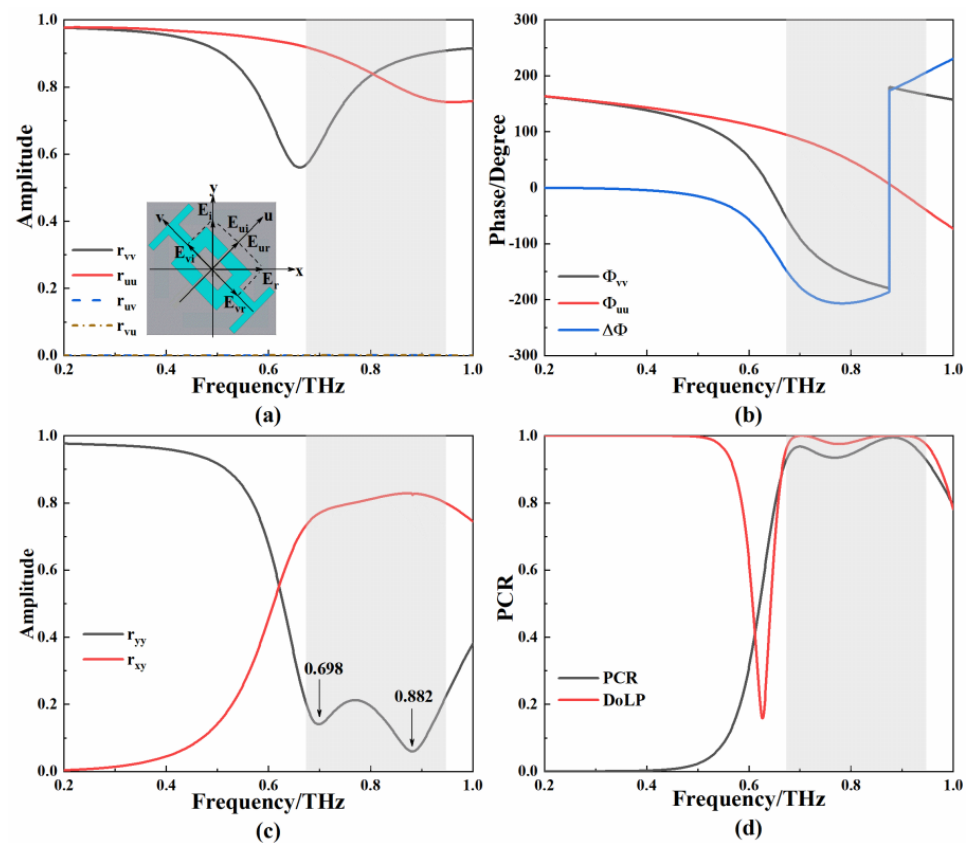 1.0
0.8
0.6
0.4
0.2
0.0
Amplitude
r_vv
r_uu
r_uv
r_vu
y
v
E_i
E_ui
u
E_ur
E_vi
x
E_r
E_vr
0.2 0.4 0.6 0.8 1.0
Frequency/THz
(a)
300
200
100
0
-100
-200
-300
Phase/Degree
Φ_vv
Φ_uu
ΔΦ
0.2 0.4 0.6 0.8 1.0
Frequency/THz
(b)
1.0
0.8
0.6
0.4
0.2
0.0
Amplitude
r_yy
r_xy
0.698
0.882
0.2 0.4 0.6 0.8 1.0
Frequency/THz
(c)
1.0
0.8
0.6
0.4
0.2
0.0
PCR
PCR
DoLP
0.2 0.4 0.6 0.8 1.0
Frequency/THz
(d)